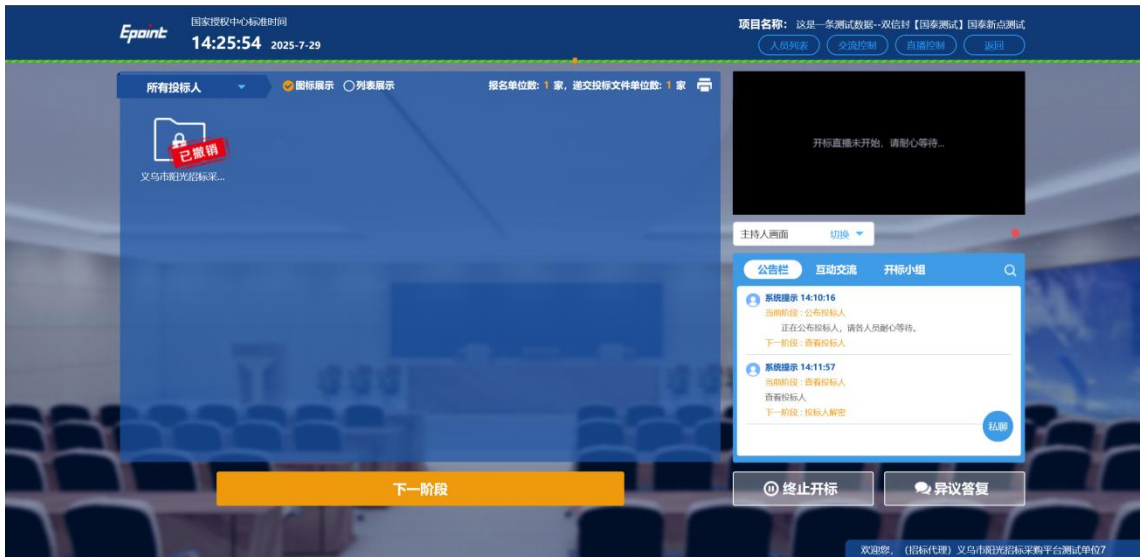 Epoint
国家授权中心标准时间
14:25:54 2025-7-29
项目名称： 这是一条测试数据--双信封【国泰测试】国泰新点测试
人员列表 交流控制 直播控制 返回
所有投标人 图标展示 列表展示 报名单位数: 1 家，递交投标文件单位数: 1 家
已撤销
义乌市阳光招标采...
开标直播未开始，请耐心等待...
主持人画面 切换
公告栏 互动交流 开标小组
系统提示 14:10:16
当前阶段 : 公布投标人
正在公布投标人，请各人员耐心等待。
下一阶段 : 查看投标人
系统提示 14:11:57
当前阶段 : 查看投标人
查看投标人
下一阶段 : 投标人解密
私聊
下一阶段
终止开标 异议答复
欢迎您， (招标代理) 义乌市阳光招标采购平台测试单位7